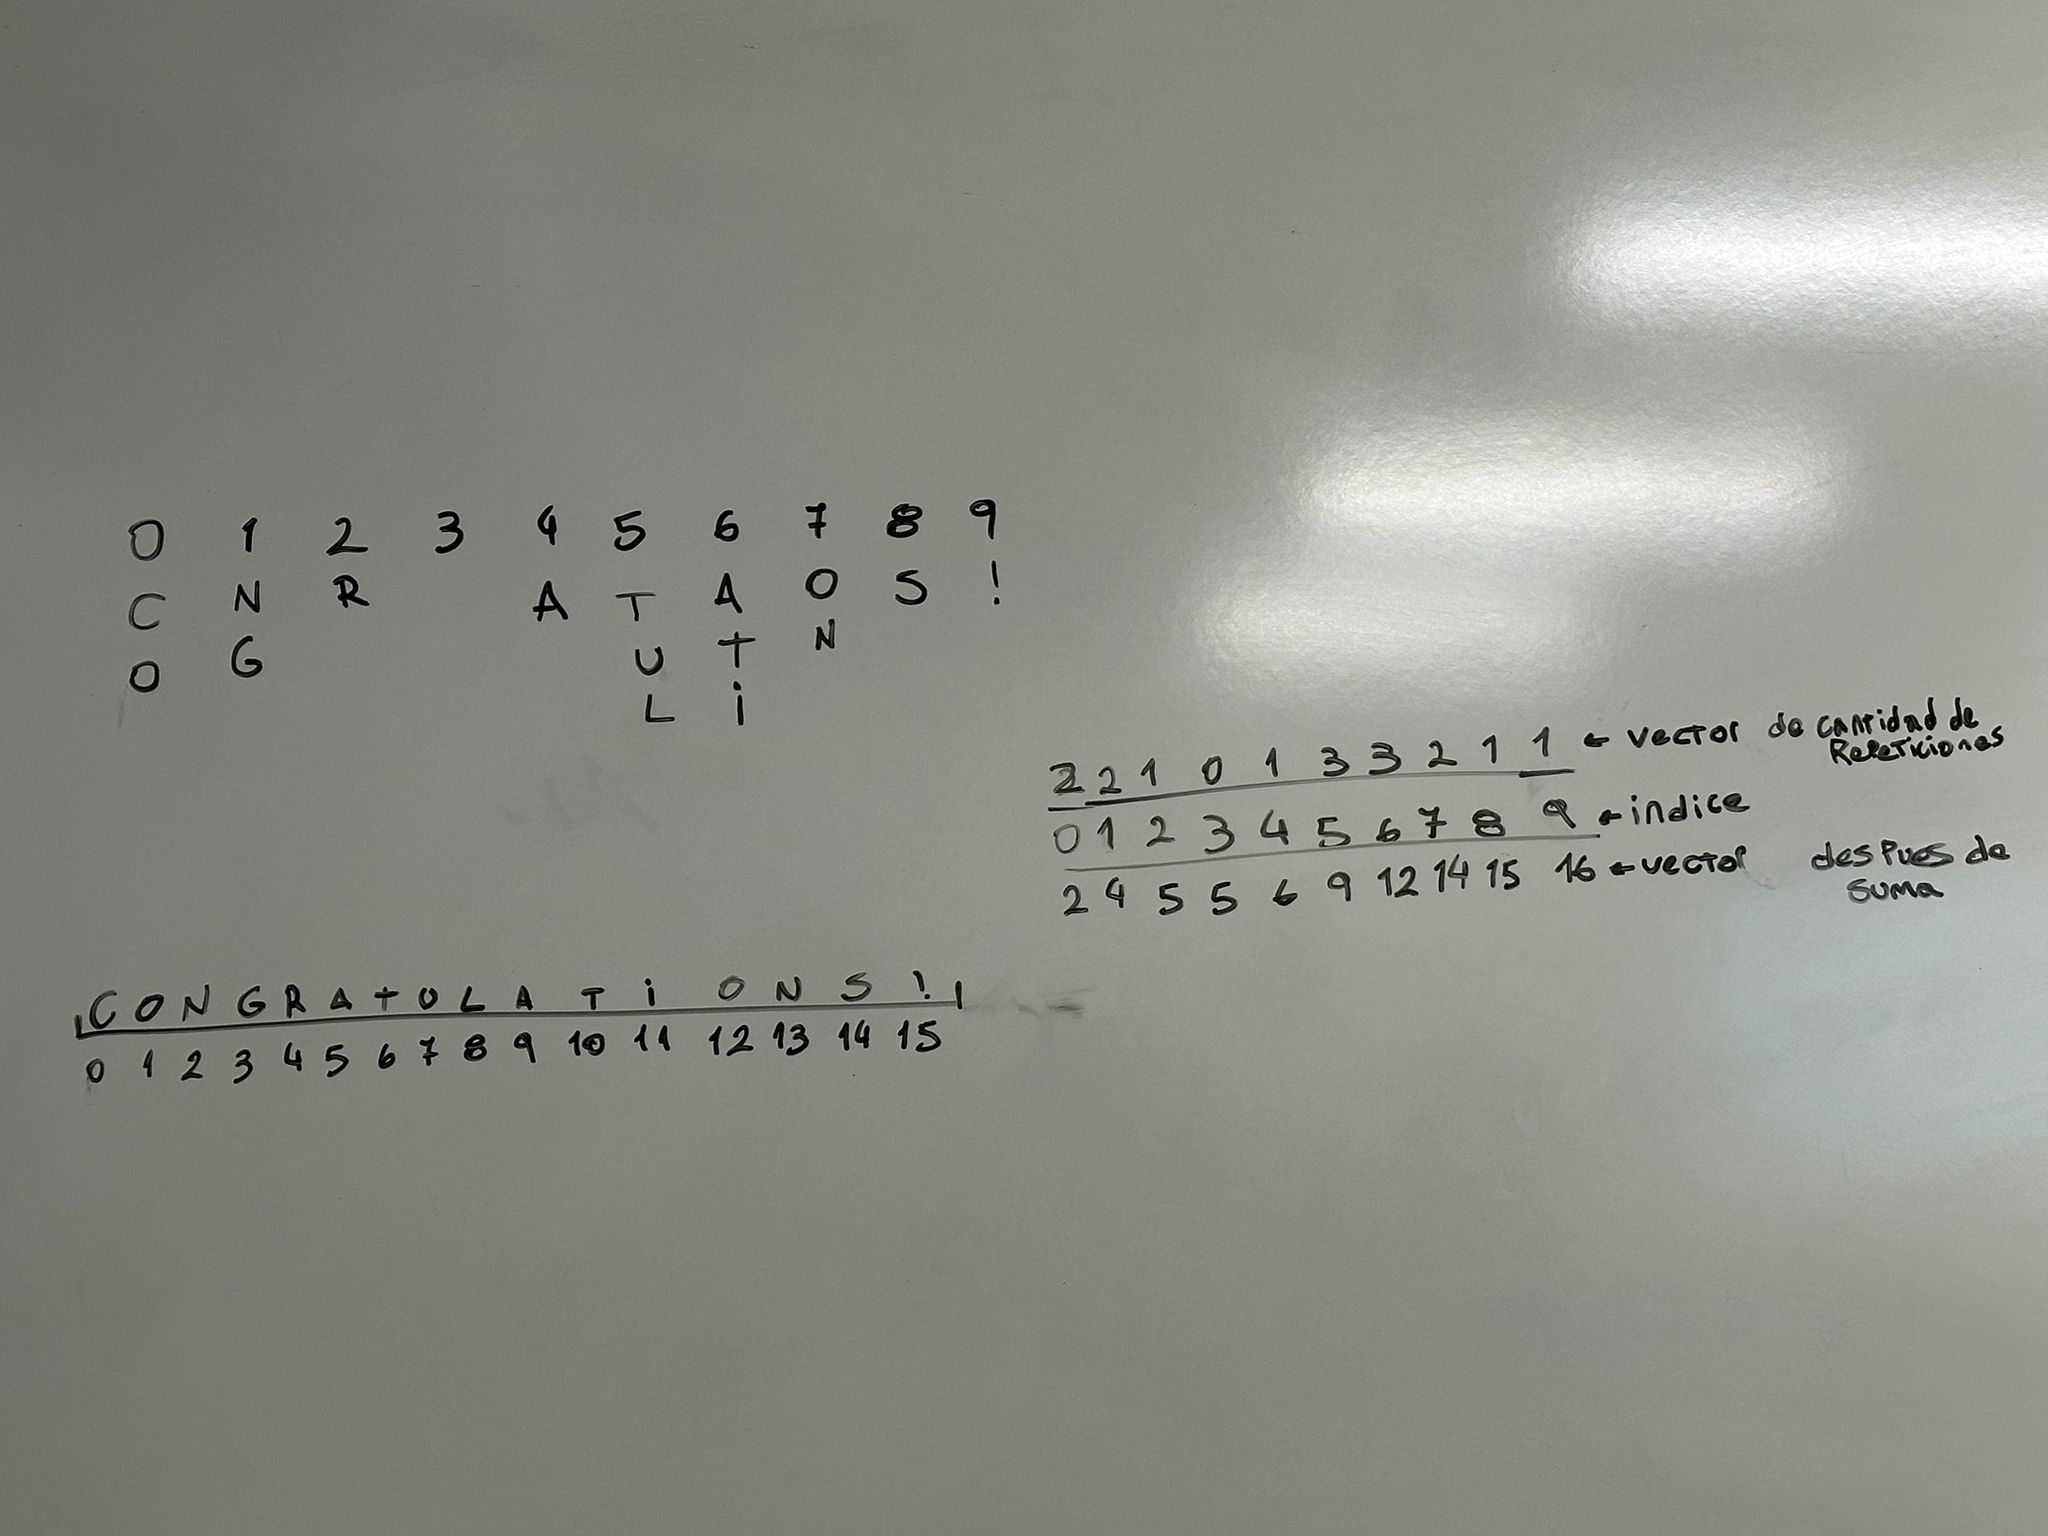 0 1 2 3 4 5 6 7 8 9
C N R A T A O S !
O G U T N
L i
2 2 1 0 1 3 3 2 1 1 ← vector de cantidad de
Repeticiones
0 1 2 3 4 5 6 7 8 9 ← indice
2 4 5 5 6 9 12 14 15 16 ← vector despues de
suma
C O N G R A T U L A T i O N S !
0 1 2 3 4 5 6 7 8 9 10 11 12 13 14 15